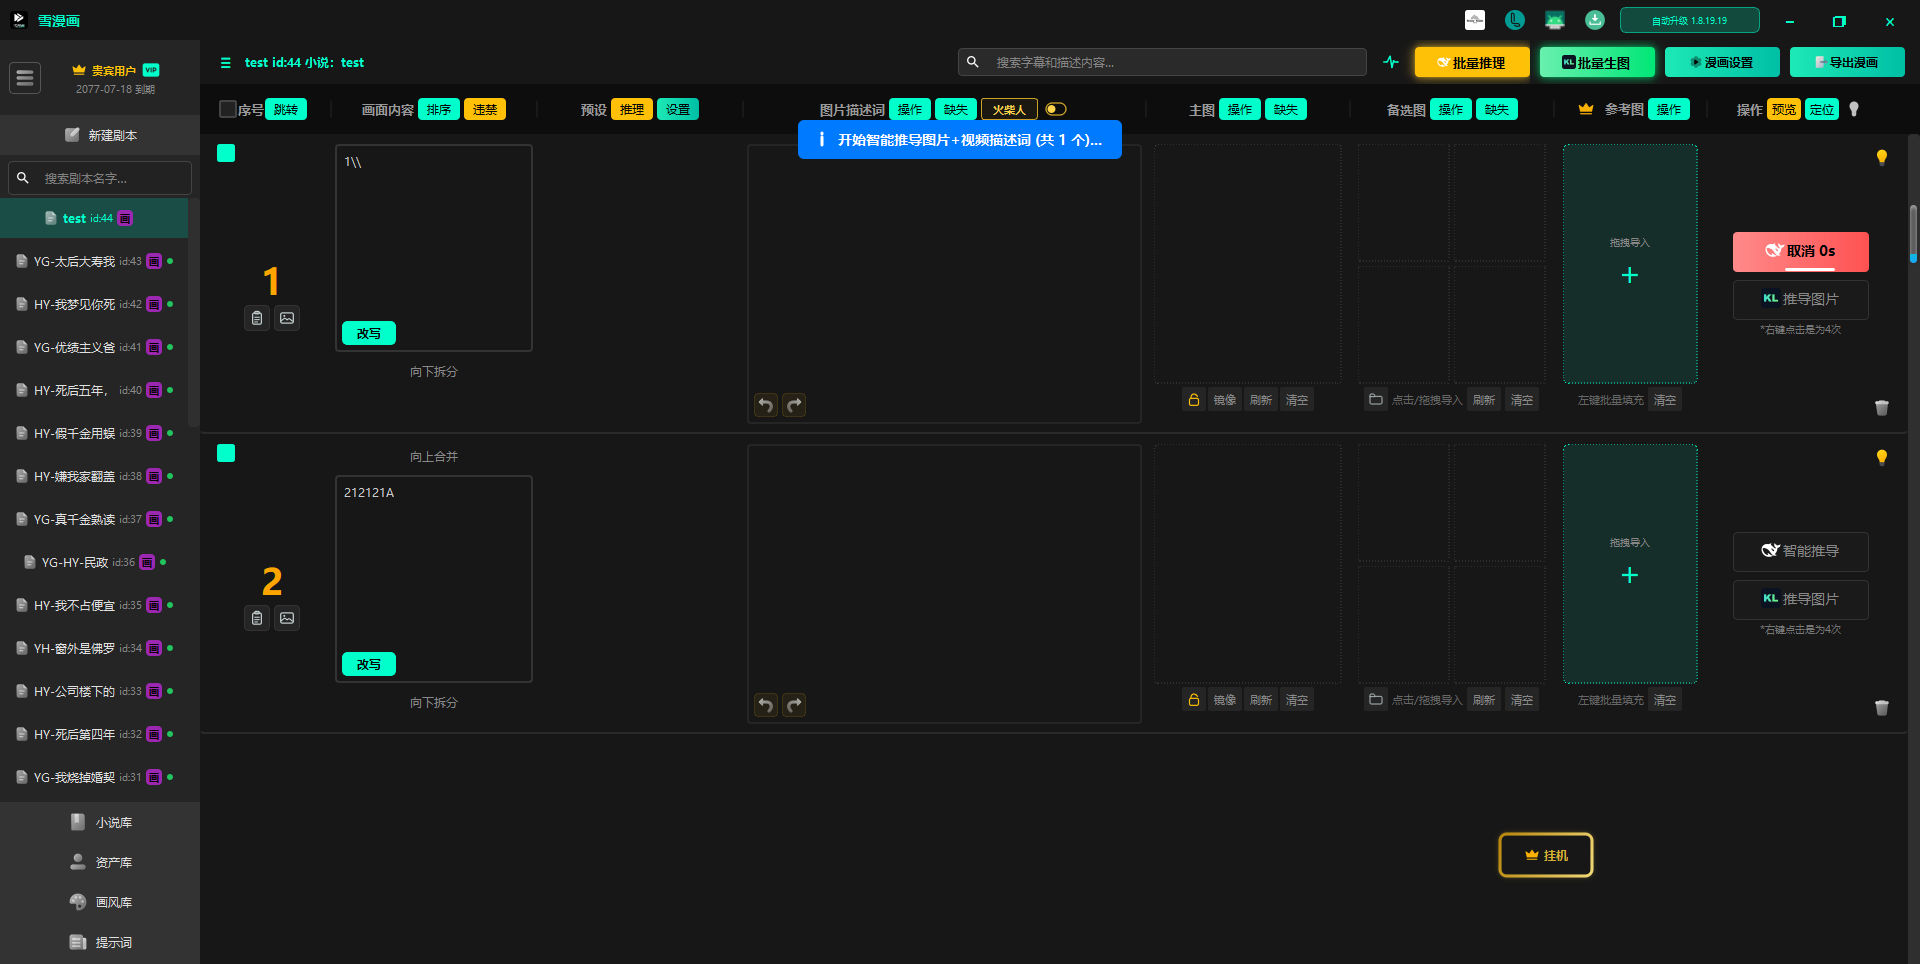 雪漫画
自动升级 1.8.19.19
贵宾用户 VIP
2077-07-18 到期
test id:44 小说：test
搜索字幕和描述内容...
批量推理
KL 批量生图
漫画设置
导出漫画
序号 跳转
画面内容 排序 违禁
预设 推理 设置
图片描述词 操作 缺失 火柴人
主图 操作 缺失
备选图 操作 缺失
参考图 操作
操作 预览 定位
开始智能推导图片+视频描述词 (共 1 个)...
新建剧本
搜索剧本名字...
test id:44 画
YG-太后大寿我 id:43 画
HY-我梦见你死 id:42 画
YG-优绩主义爸 id:41 画
HY-死后五年， id:40 画
HY-假千金用娱 id:39 画
HY-嫌我家翻盖 id:38 画
YG-真千金熟读 id:37 画
YG-HY-民政 id:36 画
HY-我不占便宜 id:35 画
YH-窗外是佛罗 id:34 画
HY-公司楼下的 id:33 画
HY-死后第四年 id:32 画
YG-我烧掉婚契 id:31 画
小说库
资产库
画风库
提示词
1
1\\
改写
向下拆分
镜像 刷新 清空
点击/拖拽导入 刷新 清空
拖拽导入
左键批量填充 清空
取消 0s
KL 推导图片
*右键点击是为4次
2
向上合并
212121A
改写
向下拆分
镜像 刷新 清空
点击/拖拽导入 刷新 清空
拖拽导入
左键批量填充 清空
智能推导
KL 推导图片
*右键点击是为4次
挂机